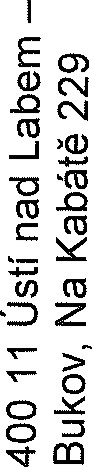 400 11 Ústí nad Labem –
Bukov, Na Kabátě 229